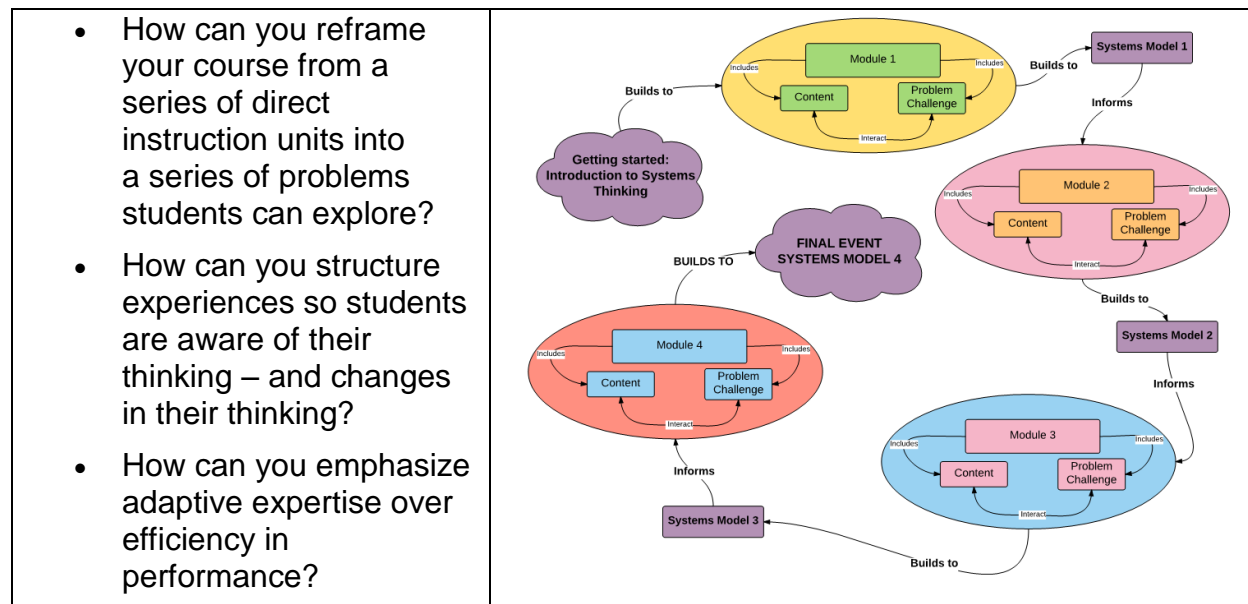 • How can you reframe
your course from a
series of direct
instruction units into
a series of problems
students can explore?
• How can you structure
experiences so students
are aware of their
thinking – and changes
in their thinking?
• How can you emphasize
adaptive expertise over
efficiency in
performance?
Getting started:
Introduction to Systems
Thinking
Builds to
Module 1
Includes
Includes
Content
Problem
Challenge
Interact
Builds to
Systems Model 1
Informs
Module 2
Includes
Includes
Content
Problem
Challenge
Interact
Builds to
Systems Model 2
Informs
Module 3
Includes
Includes
Content
Problem
Challenge
Interact
Builds to
Systems Model 3
Informs
Module 4
Includes
Includes
Content
Problem
Challenge
Interact
BUILDS TO
FINAL EVENT
SYSTEMS MODEL 4